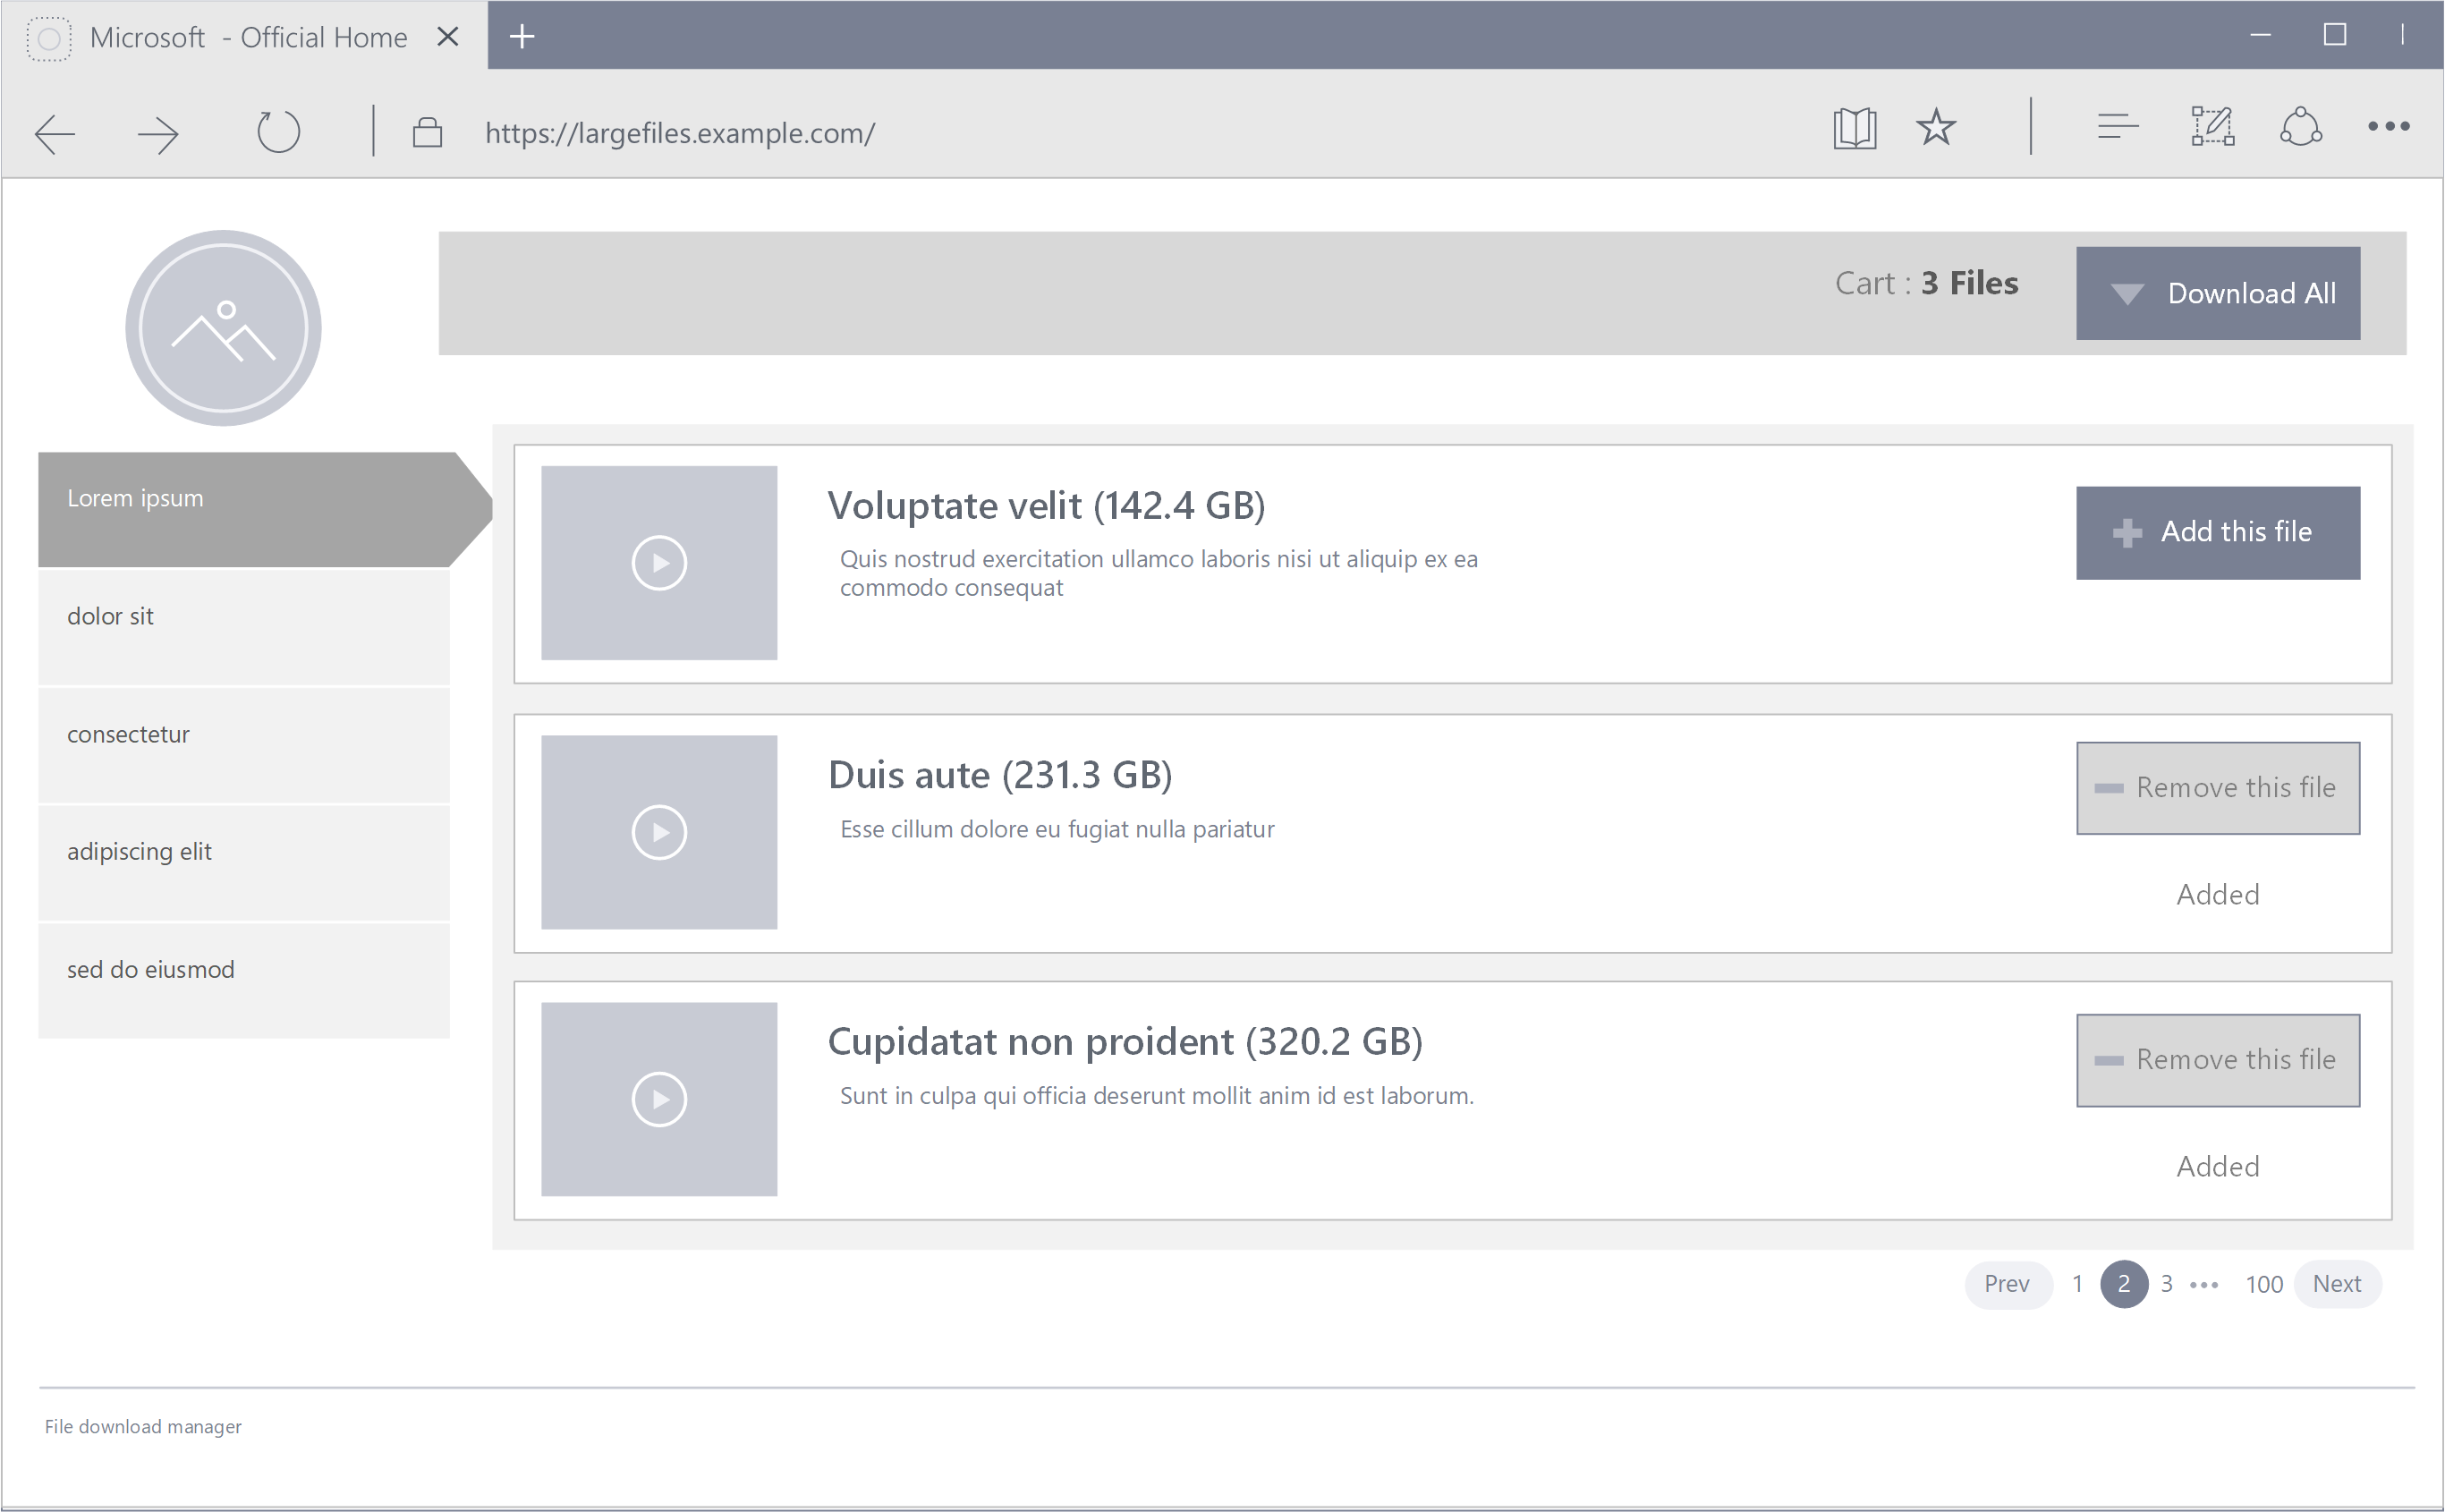 Microsoft - Official Home
https://largefiles.example.com/
Cart : 3 Files
Download All
Lorem ipsum
dolor sit
consectetur
adipiscing elit
sed do eiusmod
Voluptate velit (142.4 GB)
Quis nostrud exercitation ullamco laboris nisi ut aliquip ex ea
commodo consequat
Add this file
Duis aute (231.3 GB)
Esse cillum dolore eu fugiat nulla pariatur
Remove this file
Added
Cupidatat non proident (320.2 GB)
Sunt in culpa qui officia deserunt mollit anim id est laborum.
Remove this file
Added
Prev 1 2 3 ••• 100 Next
File download manager